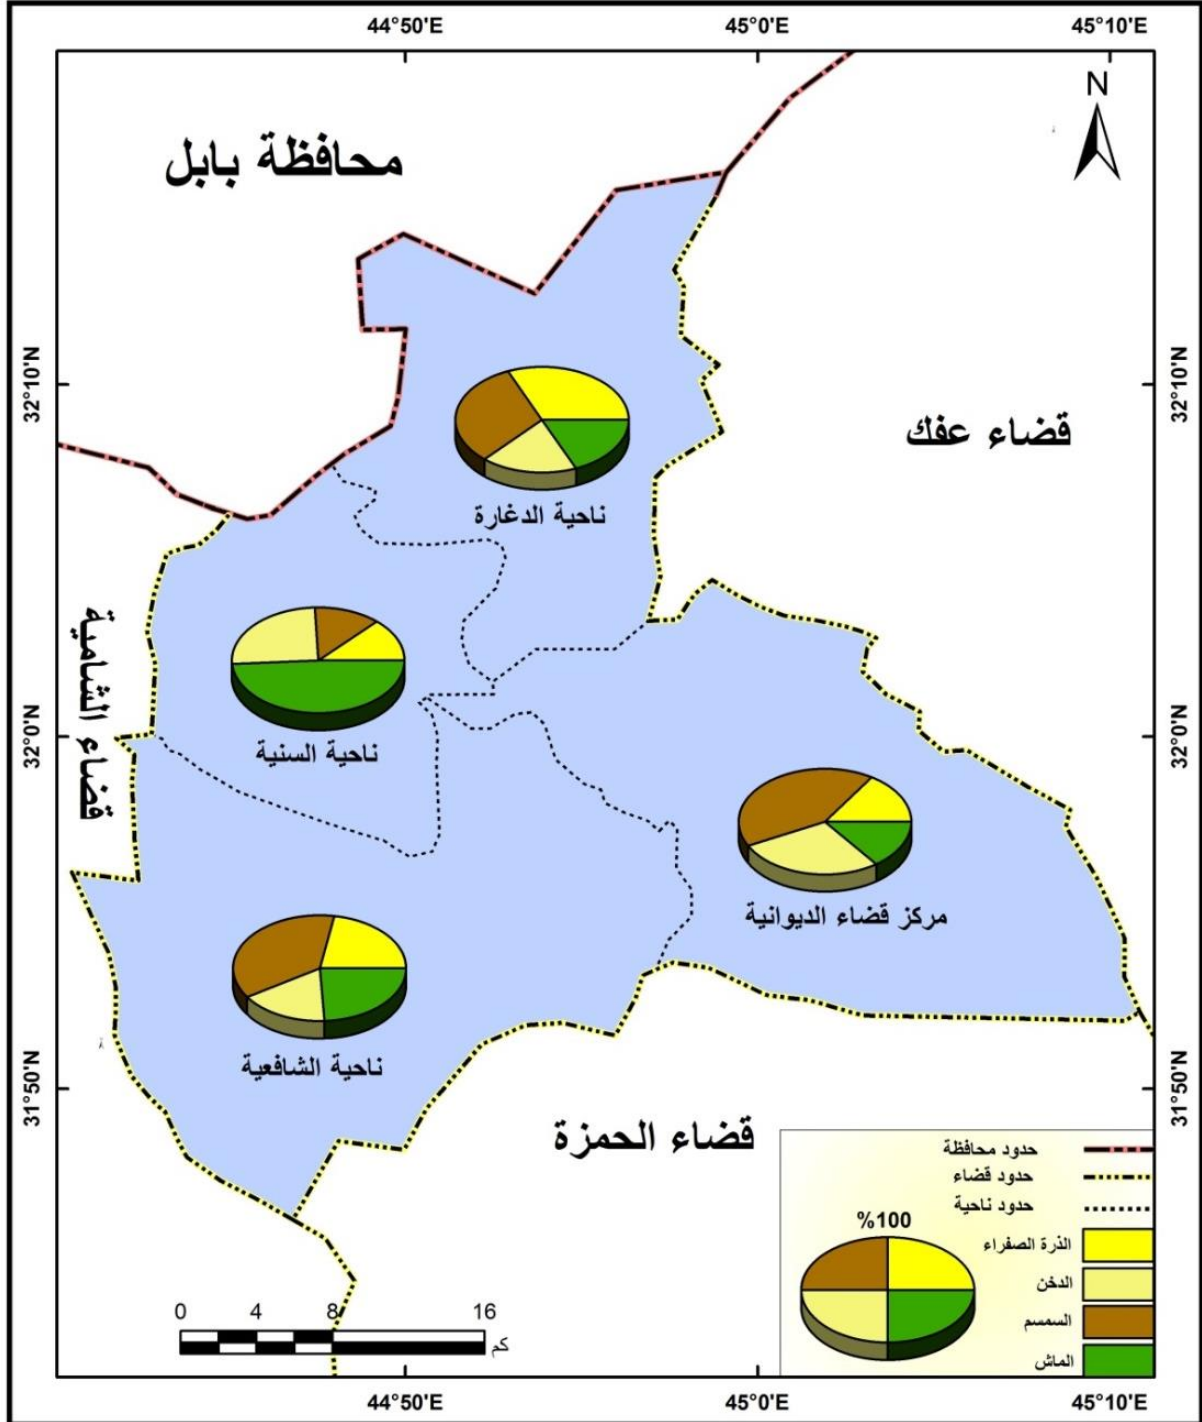 44°50'E
45°0'E
45°10'E
N
محافظة بابل
32°10'N
32°10'N
قضاء عفك
ناحية الدغارة
قضاء الشامية
32°0'N
32°0'N
ناحية السنية
مركز قضاء الديوانية
ناحية الشافعية
31°50'N
31°50'N
قضاء الحمزة
حدود محافظة
حدود قضاء
حدود ناحية
%100
الذرة الصفراء
الدخن
السمسم
الماش
0 4 8 16
كم
44°50'E
45°0'E
45°10'E